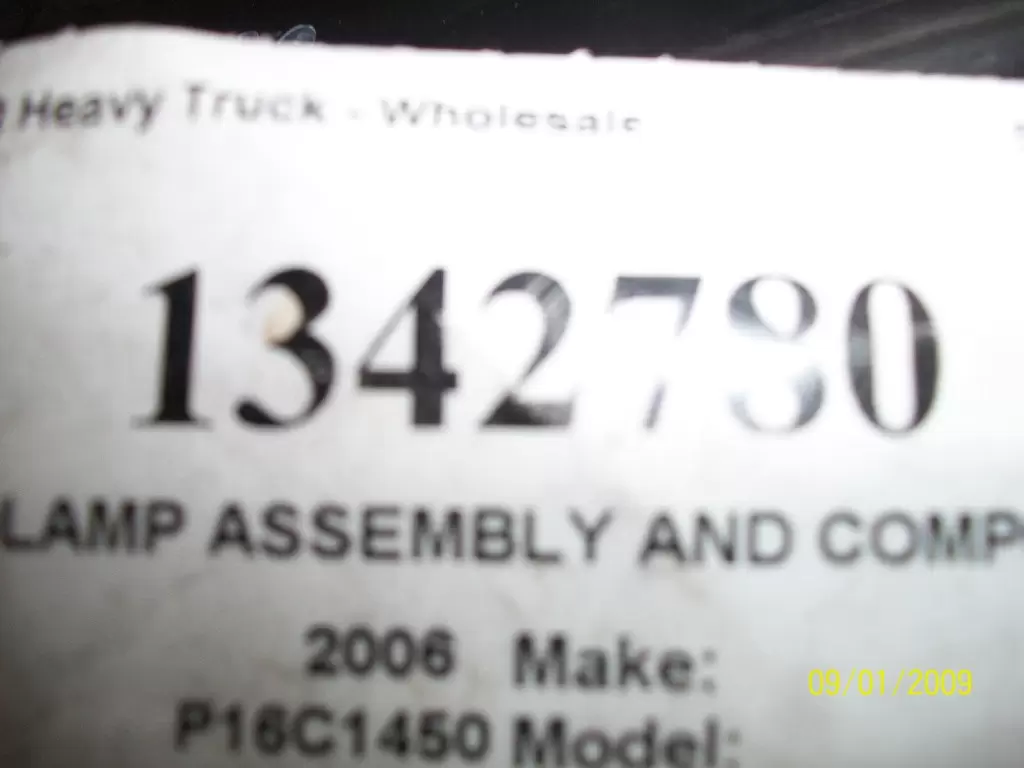 Heavy Truck - Wholesale
1342780
LAMP ASSEMBLY AND COMP
2006 Make:
P16C1450 Model:
09/01/2009